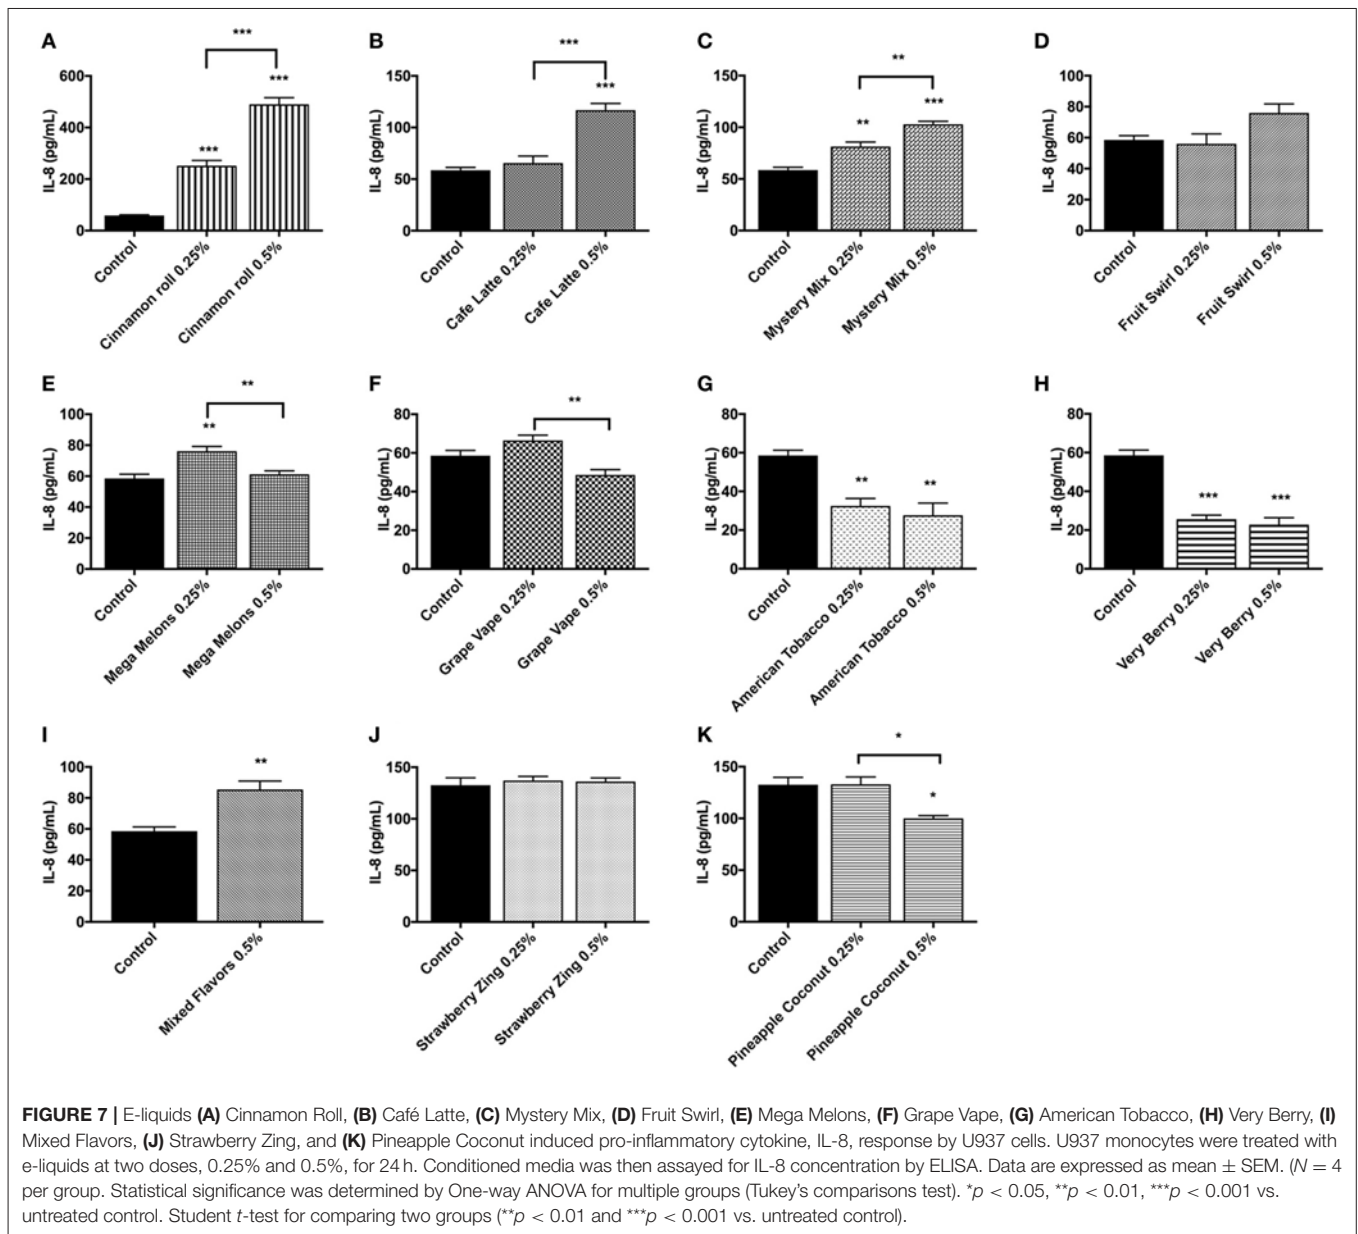 A
***
***
***
600
400
200
0
IL-8 (pg/mL)
Control
Cinnamon roll 0.25%
Cinnamon roll 0.5%
B
***
***
150
100
50
0
IL-8 (pg/mL)
Control
Cafe Latte 0.25%
Cafe Latte 0.5%
C
**
**
***
150
100
50
0
IL-8 (pg/mL)
Control
Mystery Mix 0.25%
Mystery Mix 0.5%
D
100
80
60
40
20
0
IL-8 (pg/mL)
Control
Fruit Swirl 0.25%
Fruit Swirl 0.5%
E
**
**
100
80
60
40
20
0
IL-8 (pg/mL)
Control
Mega Melons 0.25%
Mega Melons 0.5%
F
**
80
60
40
20
0
IL-8 (pg/mL)
Control
Grape Vape 0.25%
Grape Vape 0.5%
G
**
**
80
60
40
20
0
IL-8 (pg/mL)
Control
American Tobacco 0.25%
American Tobacco 0.5%
H
***
***
80
60
40
20
0
IL-8 (pg/mL)
Control
Very Berry 0.25%
Very Berry 0.5%
I
**
100
80
60
40
20
0
IL-8 (pg/mL)
Control
Mixed Flavors 0.5%
J
150
100
50
0
IL-8 (pg/mL)
Control
Strawberry Zing 0.25%
Strawberry Zing 0.5%
K
*
*
150
100
50
0
IL-8 (pg/mL)
Control
Pineapple Coconut 0.25%
Pineapple Coconut 0.5%
FIGURE 7 | E-liquids (A) Cinnamon Roll, (B) Café Latte, (C) Mystery Mix, (D) Fruit Swirl, (E) Mega Melons, (F) Grape Vape, (G) American Tobacco, (H) Very Berry, (I)
Mixed Flavors, (J) Strawberry Zing, and (K) Pineapple Coconut induced pro-inflammatory cytokine, IL-8, response by U937 cells. U937 monocytes were treated with
e-liquids at two doses, 0.25% and 0.5%, for 24 h. Conditioned media was then assayed for IL-8 concentration by ELISA. Data are expressed as mean ± SEM. (N = 4
per group. Statistical significance was determined by One-way ANOVA for multiple groups (Tukey's comparisons test). *p < 0.05, **p < 0.01, ***p < 0.001 vs.
untreated control. Student t-test for comparing two groups (**p < 0.01 and ***p < 0.001 vs. untreated control).